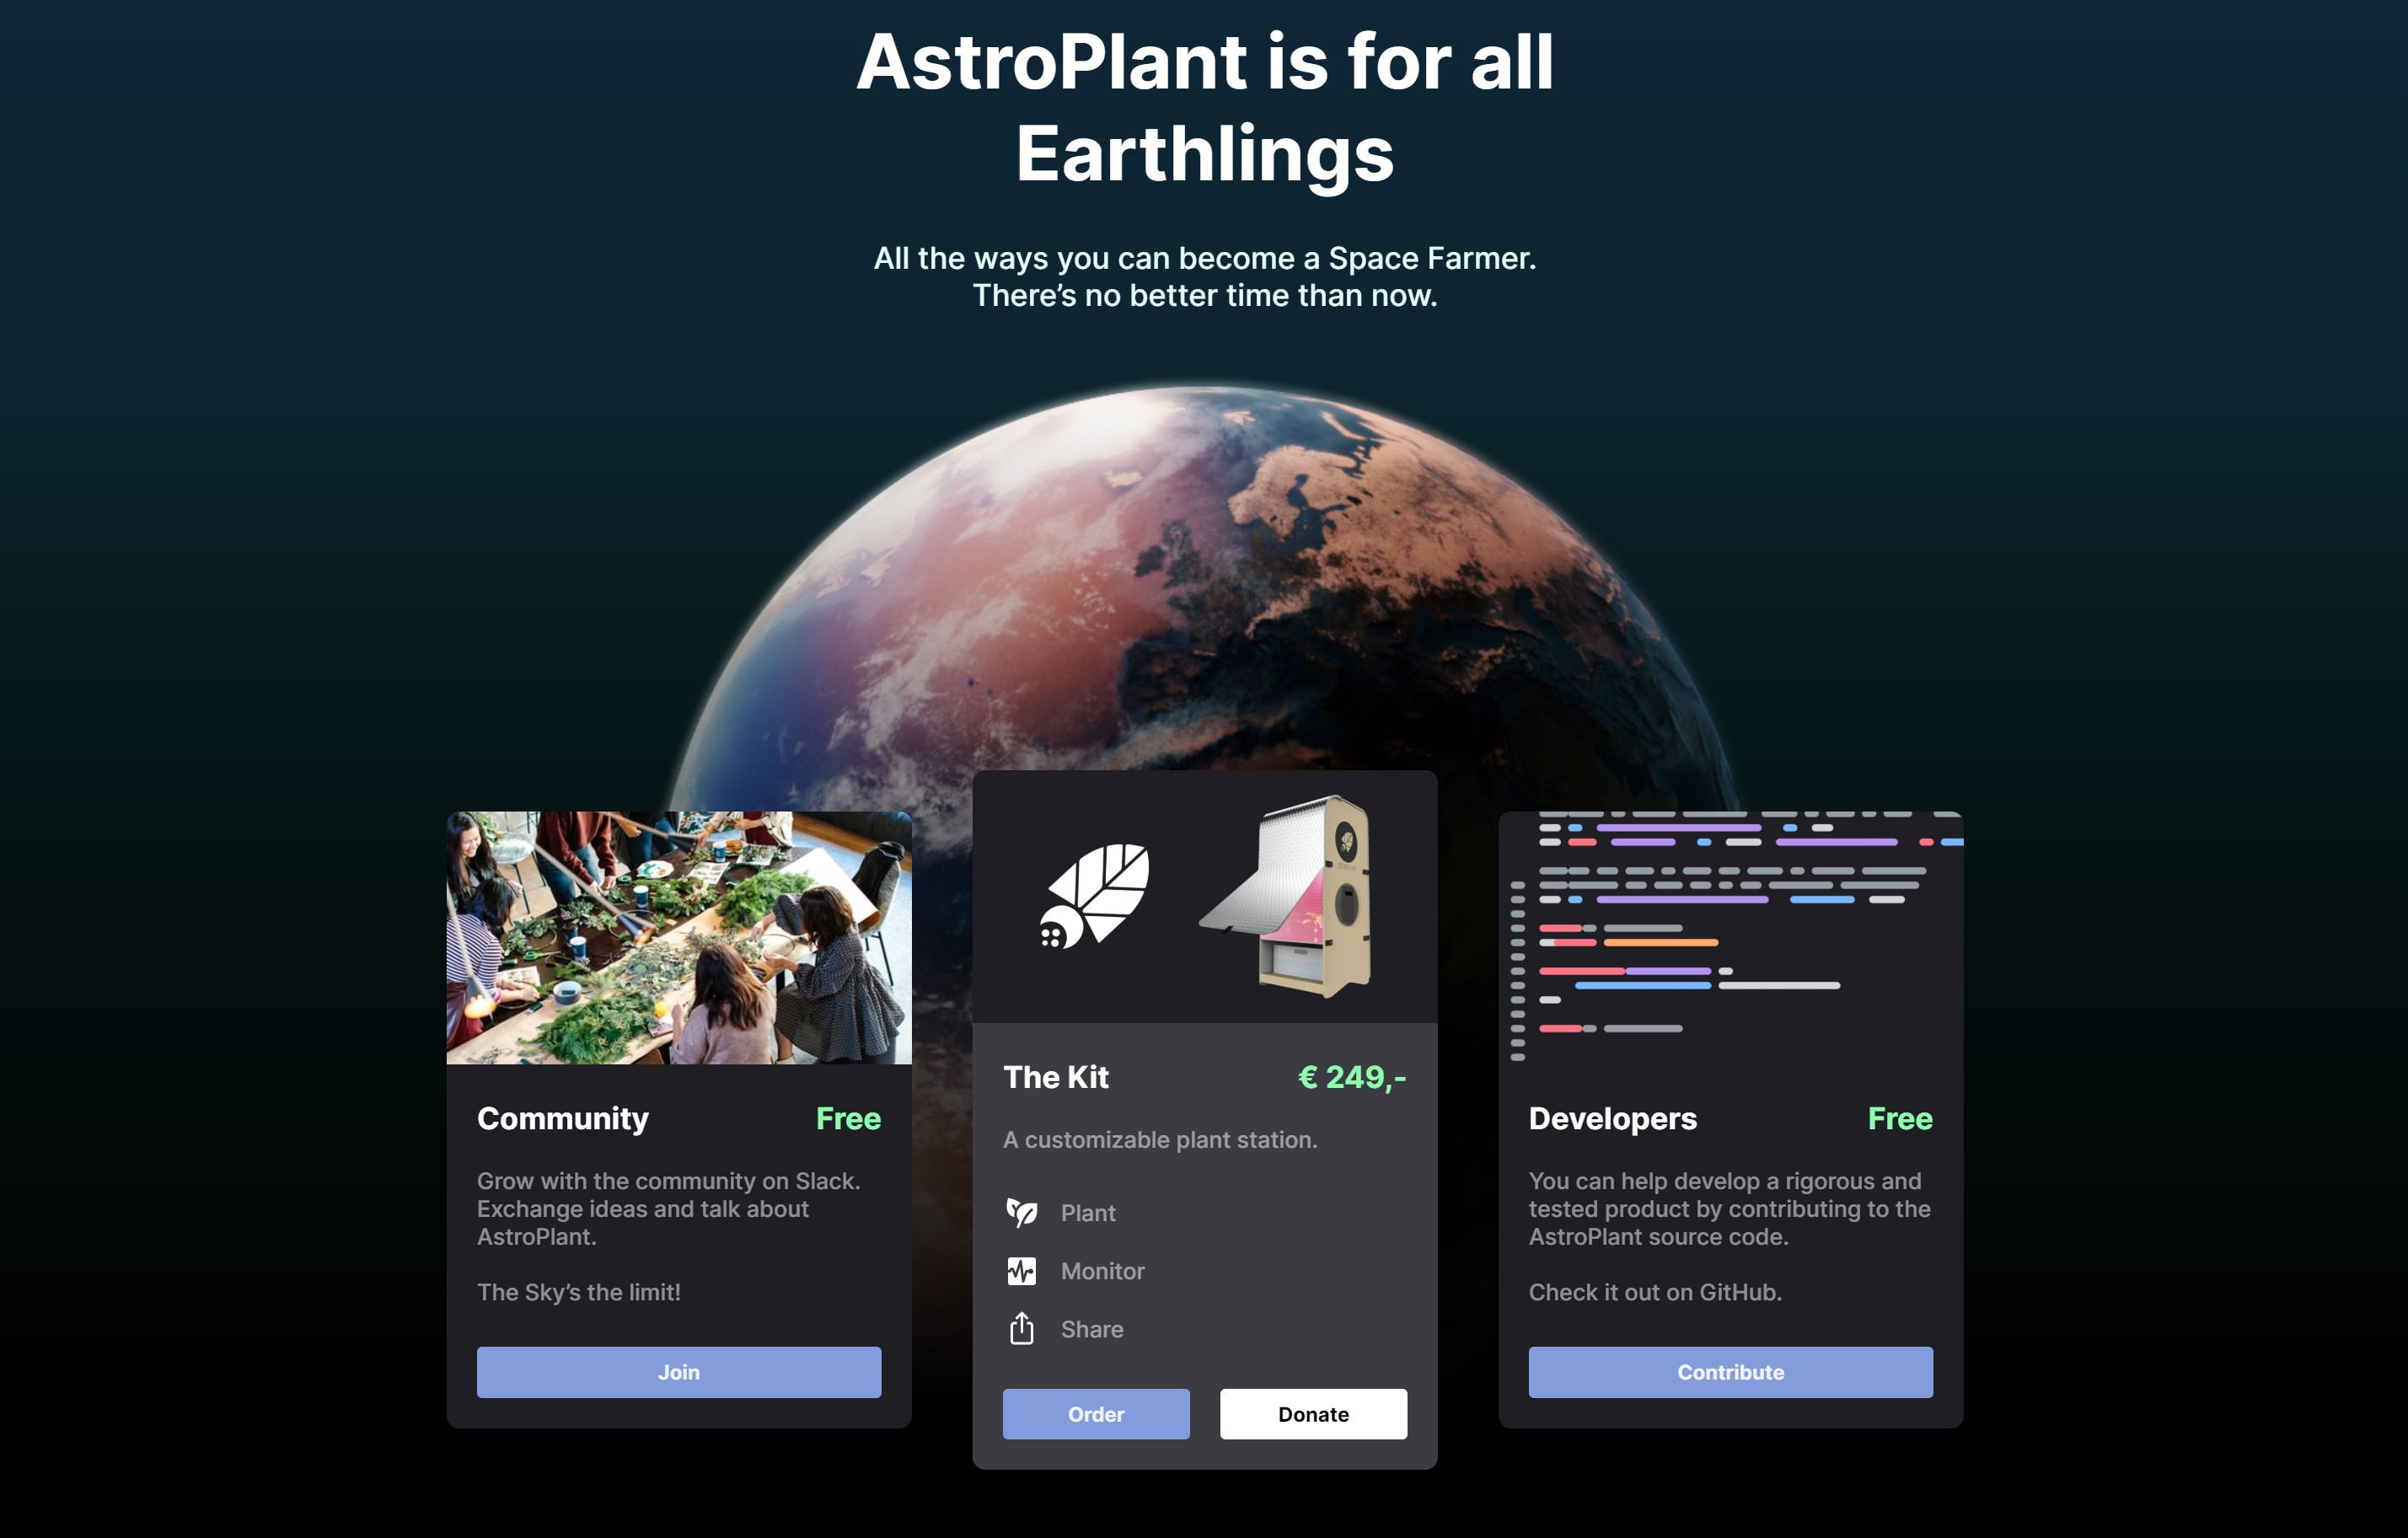 AstroPlant is for all
Earthlings
All the ways you can become a Space Farmer.
There’s no better time than now.
Community Free
Grow with the community on Slack.
Exchange ideas and talk about
AstroPlant.
The Sky’s the limit!
Join
The Kit € 249,-
A customizable plant station.
Plant
Monitor
Share
Order Donate
Developers Free
You can help develop a rigorous and
tested product by contributing to the
AstroPlant source code.
Check it out on GitHub.
Contribute